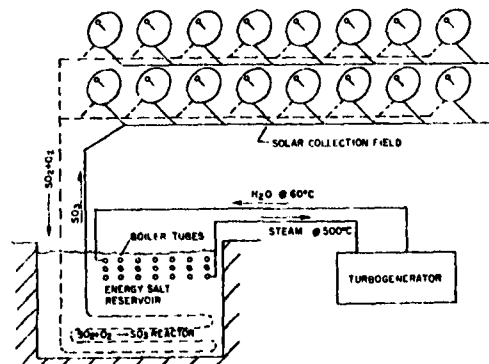 SOLAR COLLECTION FIELD
SO₂+O₂
SO₃
H₂O @ 60°C
STEAM @ 500°C
BOILER TUBES
ENERGY SALT
RESERVOIR
TURBOGENERATOR
SO₂+O₂ → SO₃ REACTOR